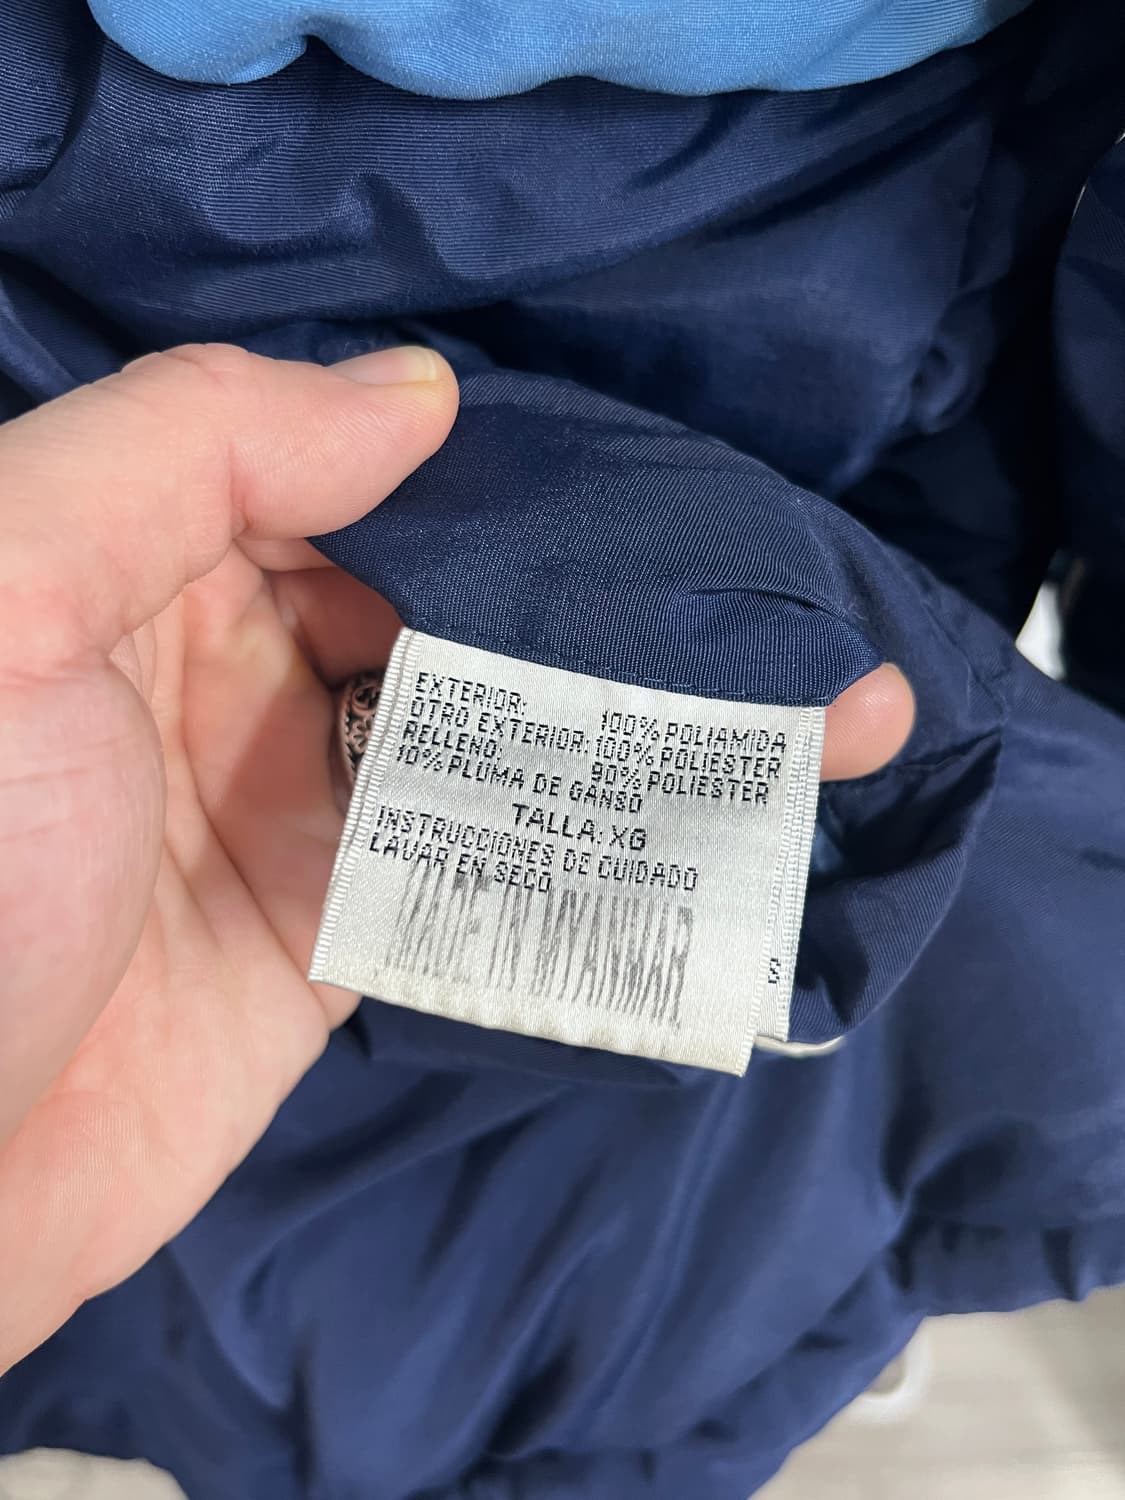 EXTERIOR: 100% POLIAMIDA
OTRO EXTERIOR: 100% POLIESTER
RELLENO: 90% POLIESTER
10% PLUMA DE GANSO
TALLA: XG
INSTRUCCIONES DE CUIDADO
LAVAR EN SECO
MADE IN MYANMAR
S